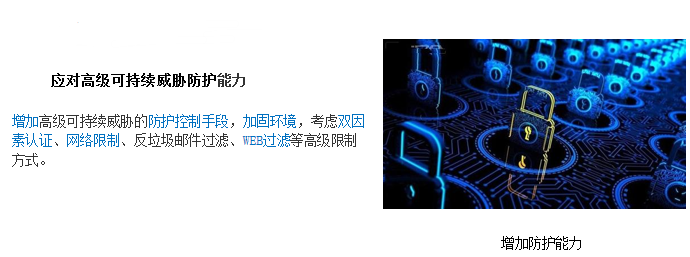 应对高级可持续威胁防护能力
增加高级可持续威胁的防护控制手段，加固环境，考虑双因
素认证、网络限制、反垃圾邮件过滤、WEB过滤等高级限制
方式。
增加防护能力